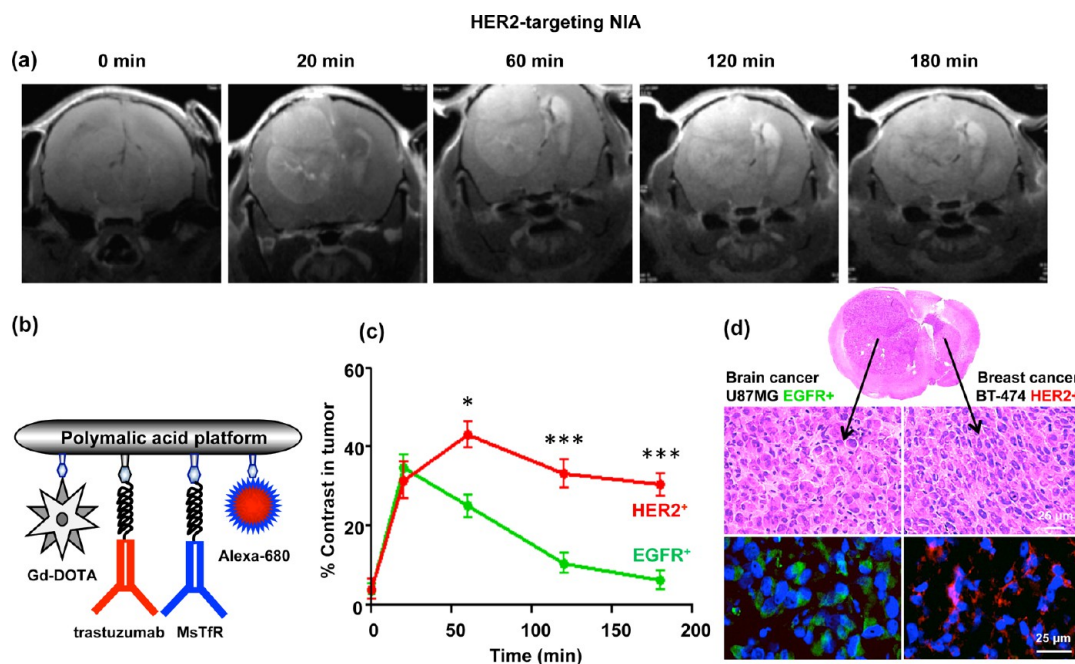 HER2-targeting NIA
(a)
0 min 20 min 60 min 120 min 180 min
(b)
Polymalic acid platform
Gd-DOTA
trastuzumab
MsTfR
Alexa-680
(c)
% Contrast in tumor
60
40
20
0
*
***
***
HER2+
EGFR+
0 50 100 150 200
Time (min)
(d)
Brain cancer
U87MG EGFR+
Breast cancer
BT-474 HER2+
25 µm
25 µm